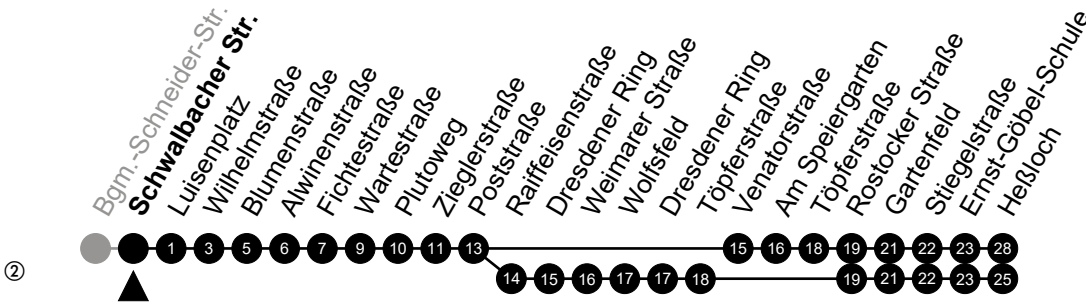 Bgm.-Schneider-Str.
Schwalbacher Str.
Luisenplatz
Wilhelmstraße
Blumenstraße
Alwinenstraße
Fichtestraße
Wartestraße
Plutoweg
Zieglerstraße
Poststraße
Raiffeisenstraße
Dresdener Ring
Weimarer Straße
Wolfsfeld
Dresdener Ring
Töpferstraße
Venatorstraße
Am Speiergarten
Töpferstraße
Rostocker Straße
Gartenfeld
Stiegelstraße
Ernst-Göbel-Schule
Heßloch
1 3 5 6 7 9 10 11 13 15 16 18 19 21 22 23 28
② 14 15 16 17 17 18 19 21 22 23 25